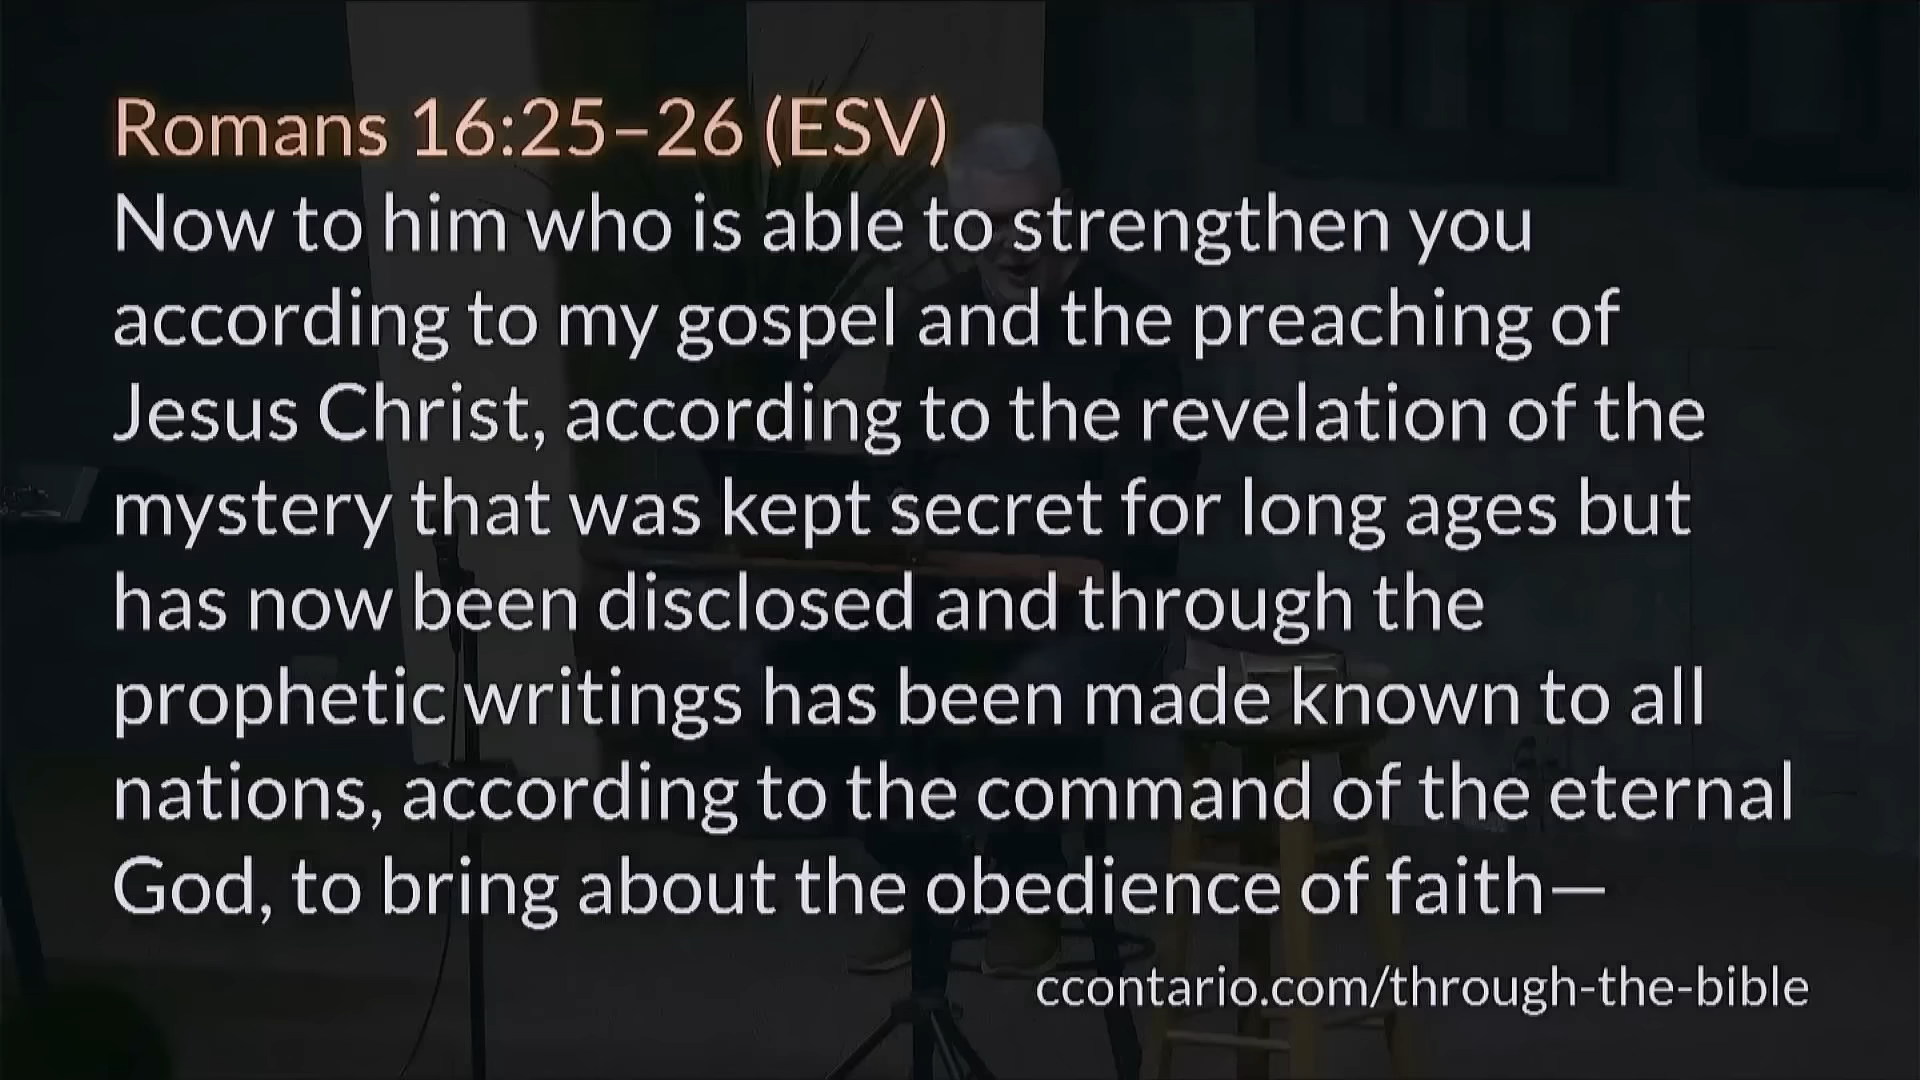 Romans 16:25–26 (ESV)
Now to him who is able to strengthen you
according to my gospel and the preaching of
Jesus Christ, according to the revelation of the
mystery that was kept secret for long ages but
has now been disclosed and through the
prophetic writings has been made known to all
nations, according to the command of the eternal
God, to bring about the obedience of faith—
ccontario.com/through-the-bible